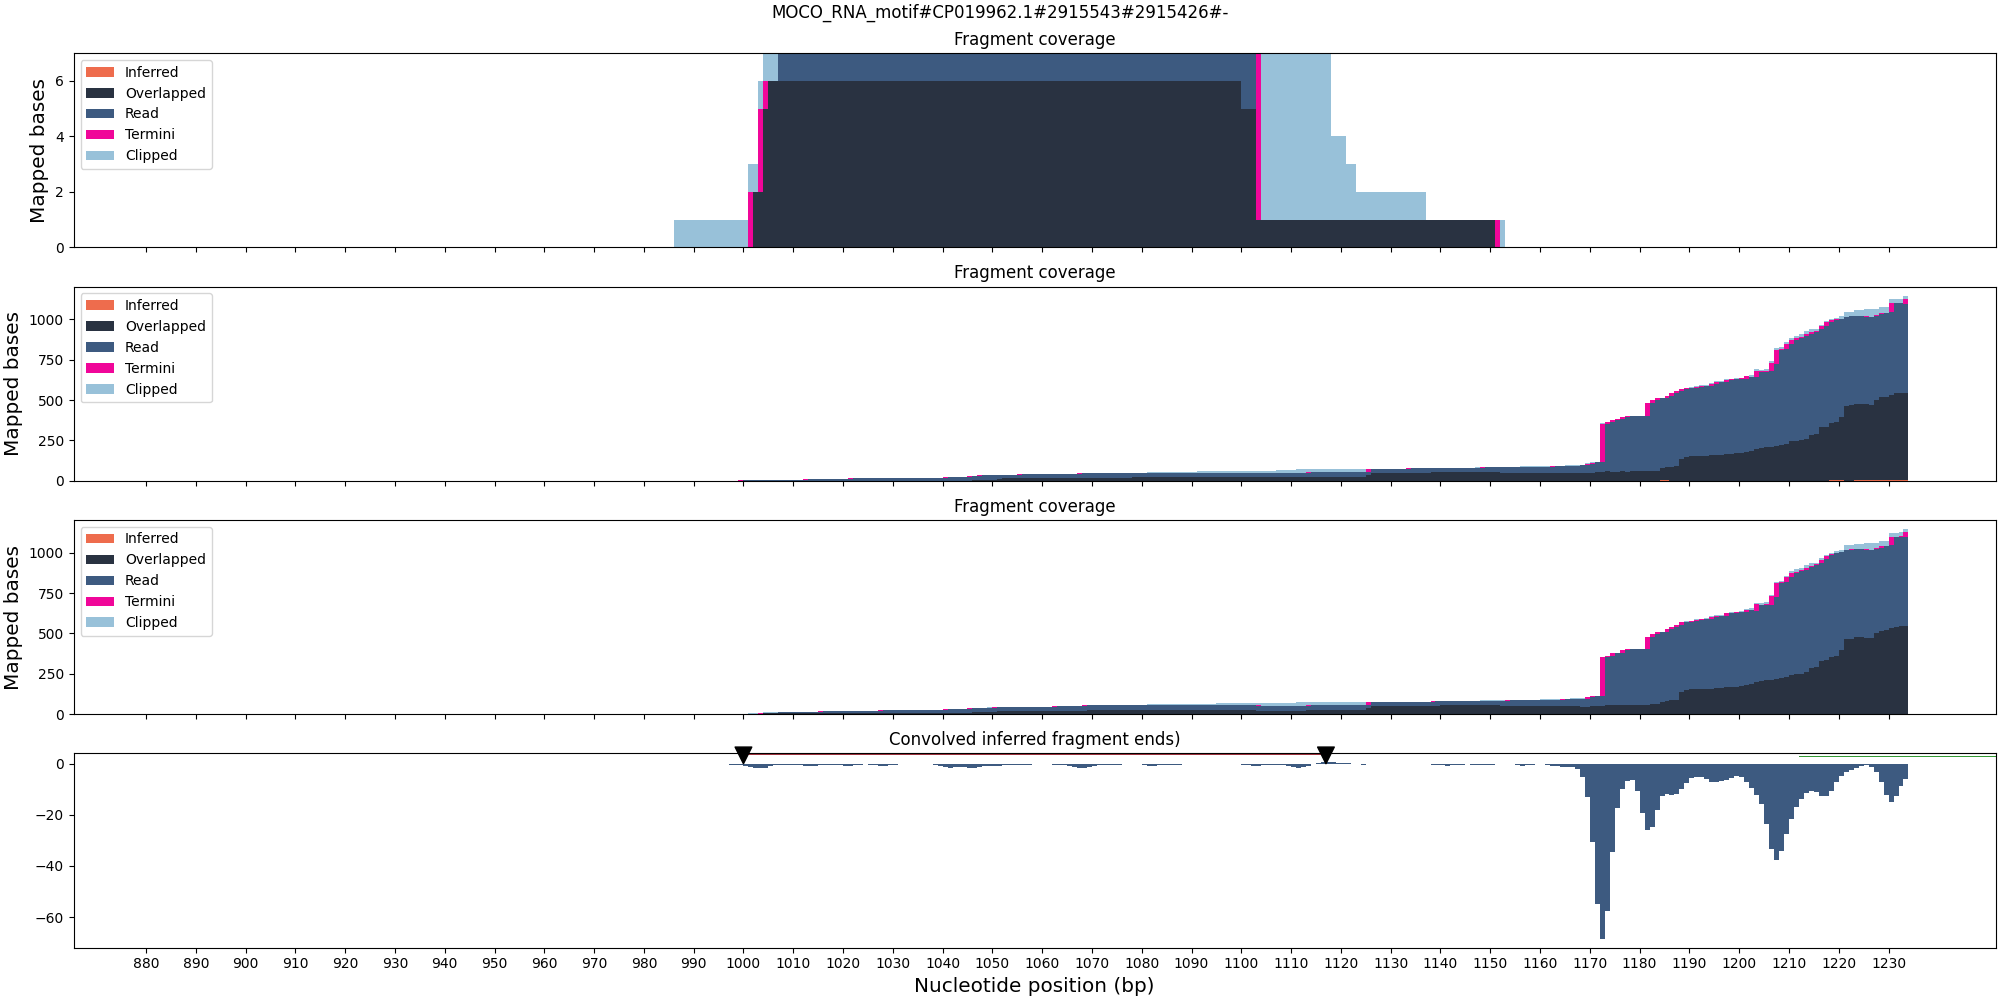 MOCO_RNA_motif#CP019962.1#2915543#2915426#-
Fragment coverage
Mapped bases
6
4
2
0
Inferred
Overlapped
Read
Termini
Clipped
Fragment coverage
Mapped bases
1000
750
500
250
0
Inferred
Overlapped
Read
Termini
Clipped
Fragment coverage
Mapped bases
1000
750
500
250
0
Inferred
Overlapped
Read
Termini
Clipped
Convolved inferred fragment ends)
0
−20
−40
−60
880 890 900 910 920 930 940 950 960 970 980 990 1000 1010 1020 1030 1040 1050 1060 1070 1080 1090 1100 1110 1120 1130 1140 1150 1160 1170 1180 1190 1200 1210 1220 1230
Nucleotide position (bp)